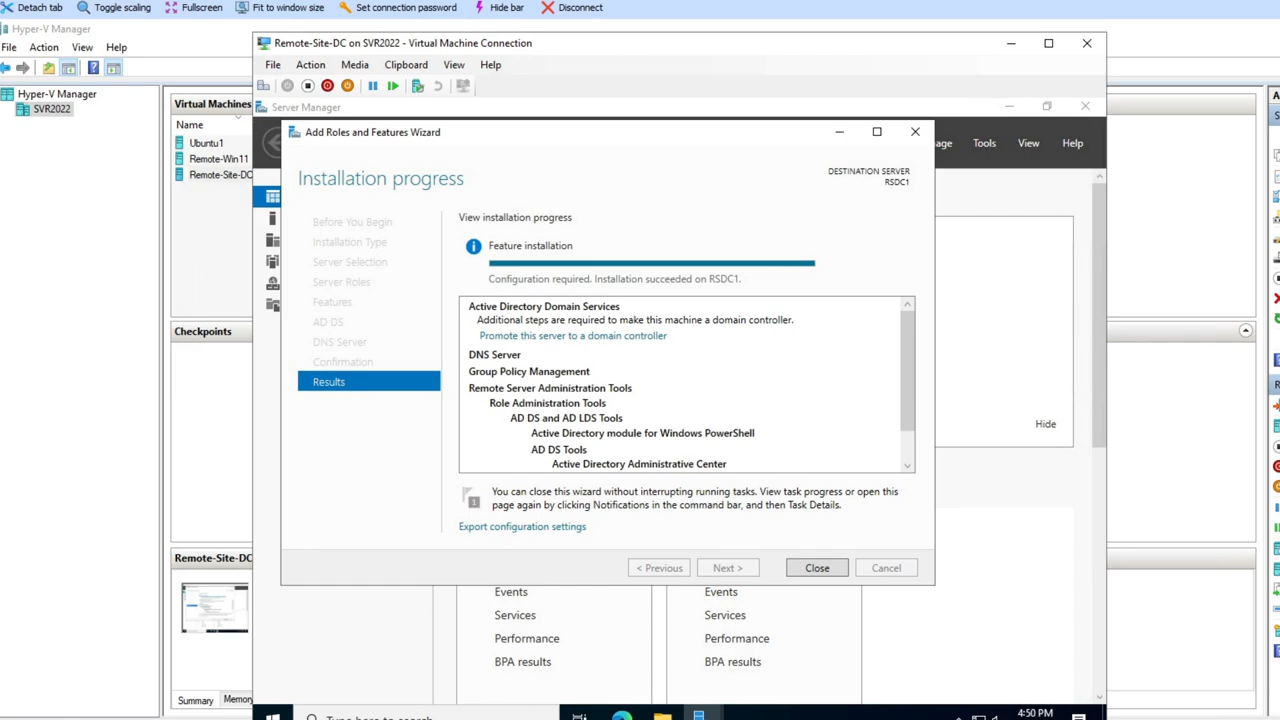 Detach tab Toggle scaling Fullscreen Fit to window size Set connection password Hide bar Disconnect
Hyper-V Manager
File Action View Help
Hyper-V Manager
SVR2022
Virtual Machines
Name
Ubuntu1
Remote-Win11
Remote-Site-DC
Checkpoints
Remote-Site-DC
Summary Memory
Remote-Site-DC on SVR2022 - Virtual Machine Connection
File Action Media Clipboard View Help
Server Manager
Tools View Help
Add Roles and Features Wizard
Installation progress
DESTINATION SERVER
RSDC1
Before You Begin
Installation Type
Server Selection
Server Roles
Features
AD DS
DNS Server
Confirmation
Results
View installation progress
Feature installation
Configuration required. Installation succeeded on RSDC1.
Active Directory Domain Services
Additional steps are required to make this machine a domain controller.
Promote this server to a domain controller
DNS Server
Group Policy Management
Remote Server Administration Tools
Role Administration Tools
AD DS and AD LDS Tools
Active Directory module for Windows PowerShell
AD DS Tools
Active Directory Administrative Center
1
You can close this wizard without interrupting running tasks. View task progress or open this
page again by clicking Notifications in the command bar, and then Task Details.
Export configuration settings
< Previous Next > Close Cancel
Hide
Events Events
Services Services
Performance Performance
BPA results BPA results
Type here to search
4:50 PM